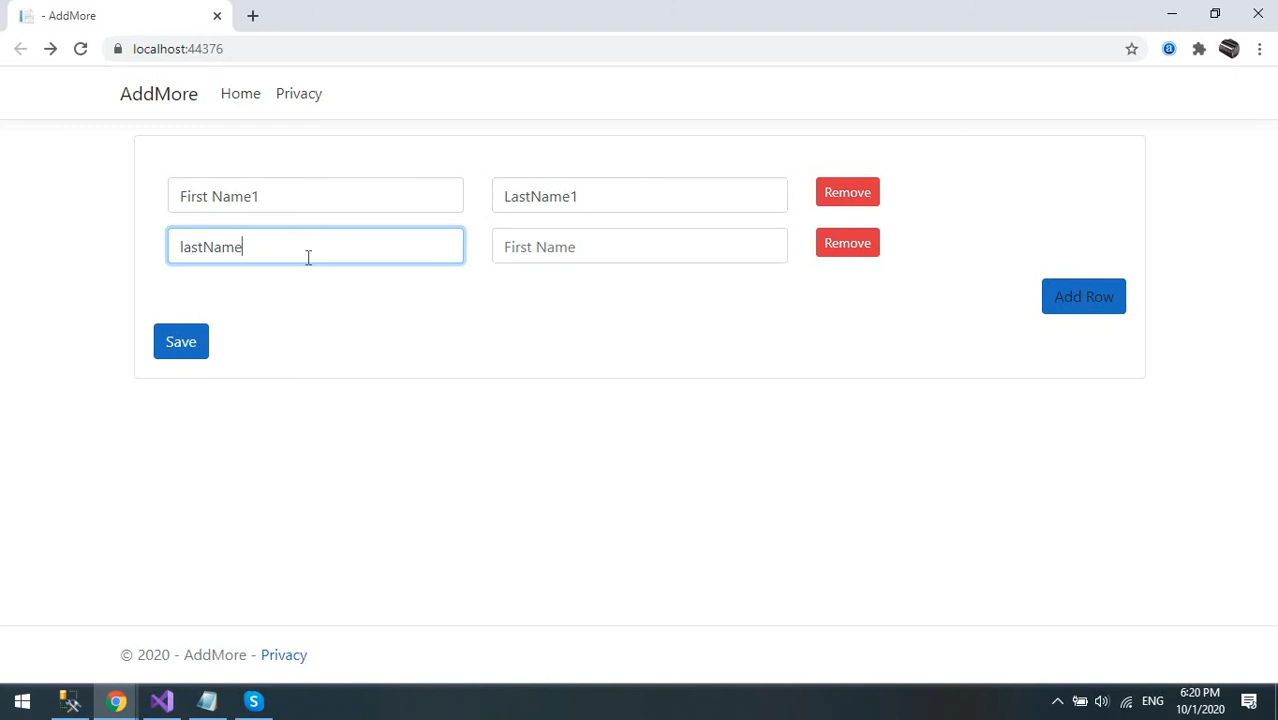 - AddMore
localhost:44376
AddMore Home Privacy
First Name1 LastName1 Remove
lastName First Name Remove
Add Row
Save
© 2020 - AddMore - Privacy
ENG 6:20 PM
10/1/2020